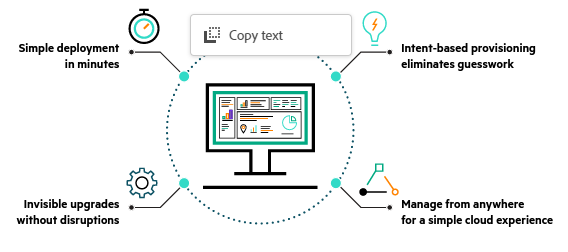 Copy text
Simple deployment
in minutes
Intent-based provisioning
eliminates guesswork
Invisible upgrades
without disruptions
Manage from anywhere
for a simple cloud experience